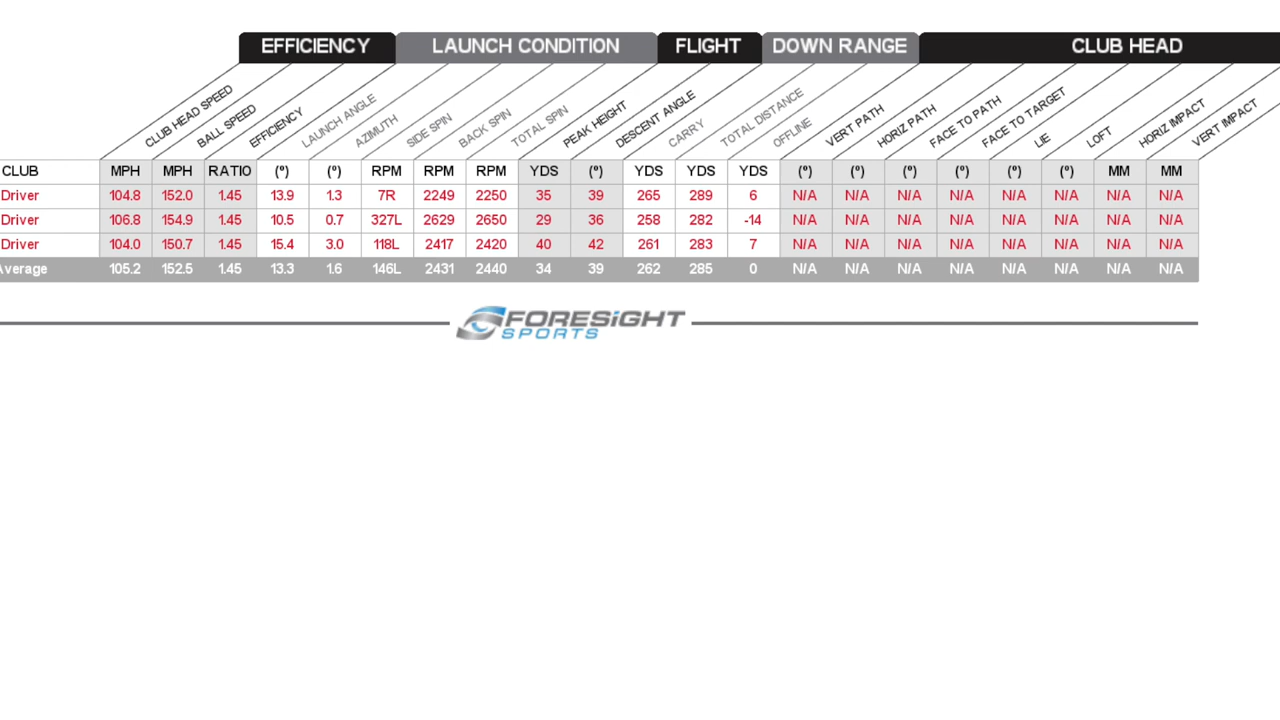 EFFICIENCY LAUNCH CONDITION FLIGHT DOWN RANGE CLUB HEAD
CLUB HEAD SPEED BALL SPEED EFFICIENCY LAUNCH ANGLE AZIMUTH SIDE SPIN BACK SPIN TOTAL SPIN PEAK HEIGHT DESCENT ANGLE CARRY TOTAL DISTANCE OFFLINE VERT PATH HORIZ PATH FACE TO PATH FACE TO TARGET LIE LOFT HORIZ IMPACT VERT IMPACT
CLUB MPH MPH RATIO (º) (º) RPM RPM RPM YDS (º) YDS YDS YDS (º) (º) (º) (º) (º) (º) MM MM
Driver 104.8 152.0 1.45 13.9 1.3 7R 2249 2250 35 39 265 289 6 N/A N/A N/A N/A N/A N/A N/A N/A
Driver 106.8 154.9 1.45 10.5 0.7 327L 2629 2650 29 36 258 282 -14 N/A N/A N/A N/A N/A N/A N/A N/A
Driver 104.0 150.7 1.45 15.4 3.0 118L 2417 2420 40 42 261 283 7 N/A N/A N/A N/A N/A N/A N/A N/A
Average 105.2 152.5 1.45 13.3 1.6 146L 2431 2440 34 39 262 285 0 N/A N/A N/A N/A N/A N/A N/A N/A
FORESiGHT
SPORTS